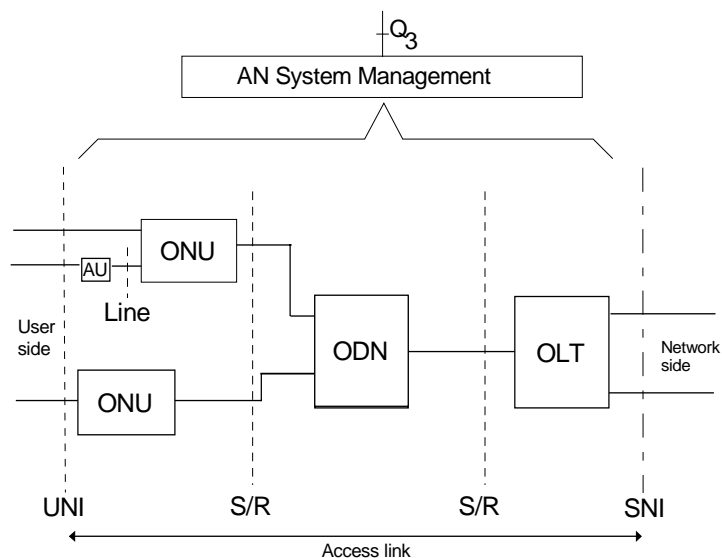 Q3
AN System Management
ONU
AU
Line
User
side
ODN
OLT
Network
side
ONU
UNI
S/R
S/R
SNI
Access link